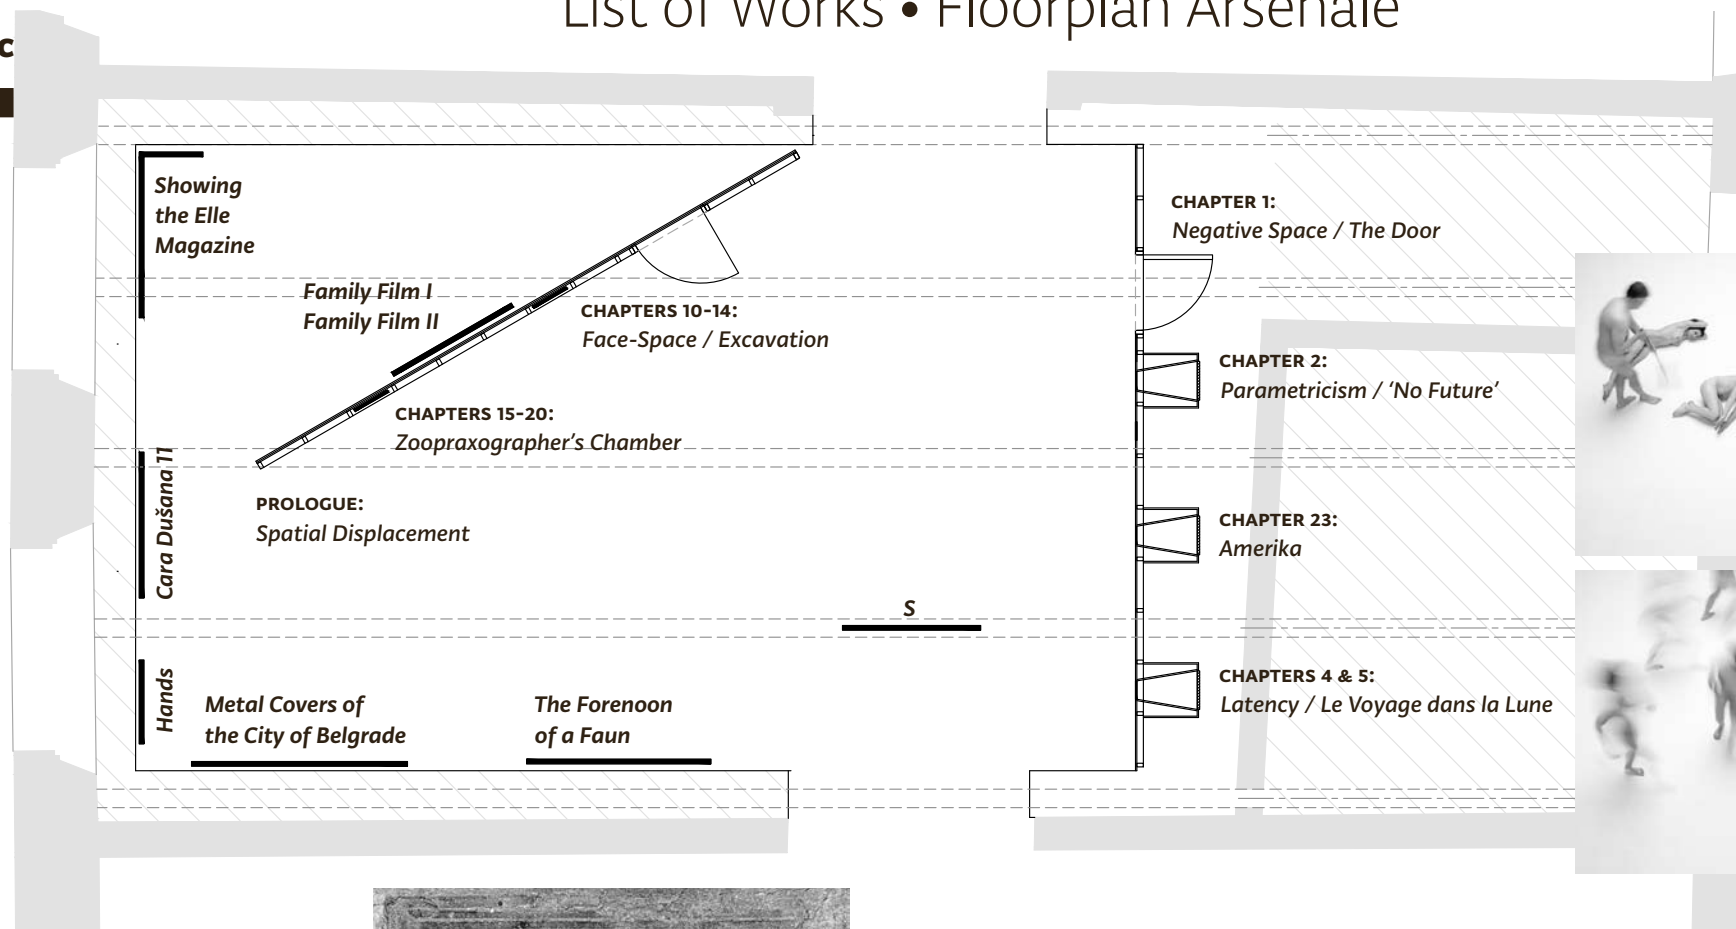 List of Works • Floorplan Arsenale
c
Showing
the Elle
Magazine
Family Film I
Family Film II
CHAPTERS 10-14:
Face-Space / Excavation
CHAPTERS 15-20:
Zoopraxographer's Chamber
PROLOGUE:
Spatial Displacement
Cara Dušana 11
Hands
Metal Covers of
the City of Belgrade
The Forenoon
of a Faun
S
CHAPTER 1:
Negative Space / The Door
CHAPTER 2:
Parametricism / ‘No Future’
CHAPTER 23:
Amerika
CHAPTERS 4 & 5:
Latency / Le Voyage dans la Lune